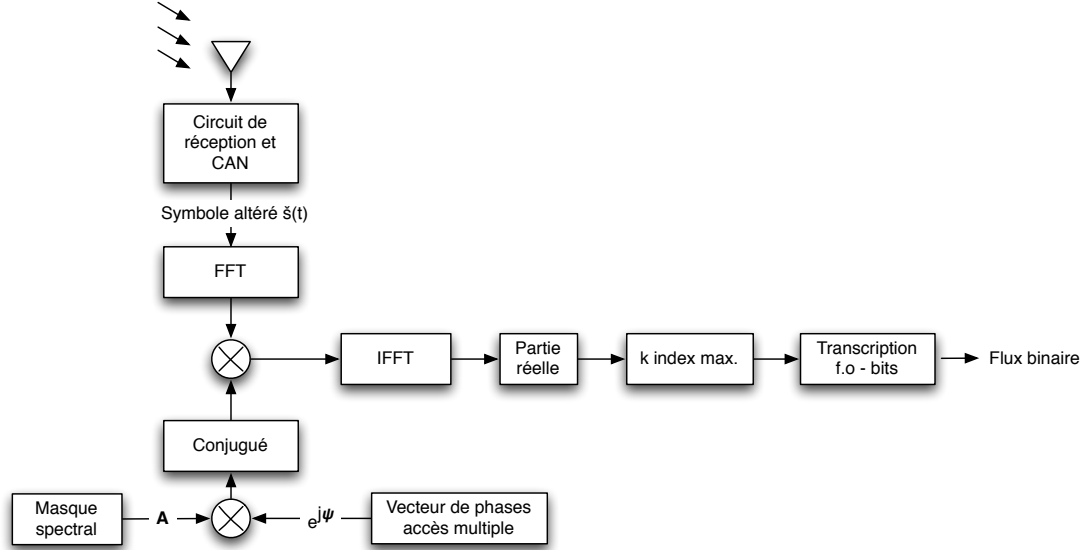 Circuit de
réception et
CAN
Symbole altéré š(t)
FFT
IFFT
Partie
réelle
k index max.
Transcription
f.o - bits
Flux binaire
Conjugué
Masque
spectral
A
e^jψ
Vecteur de phases
accès multiple